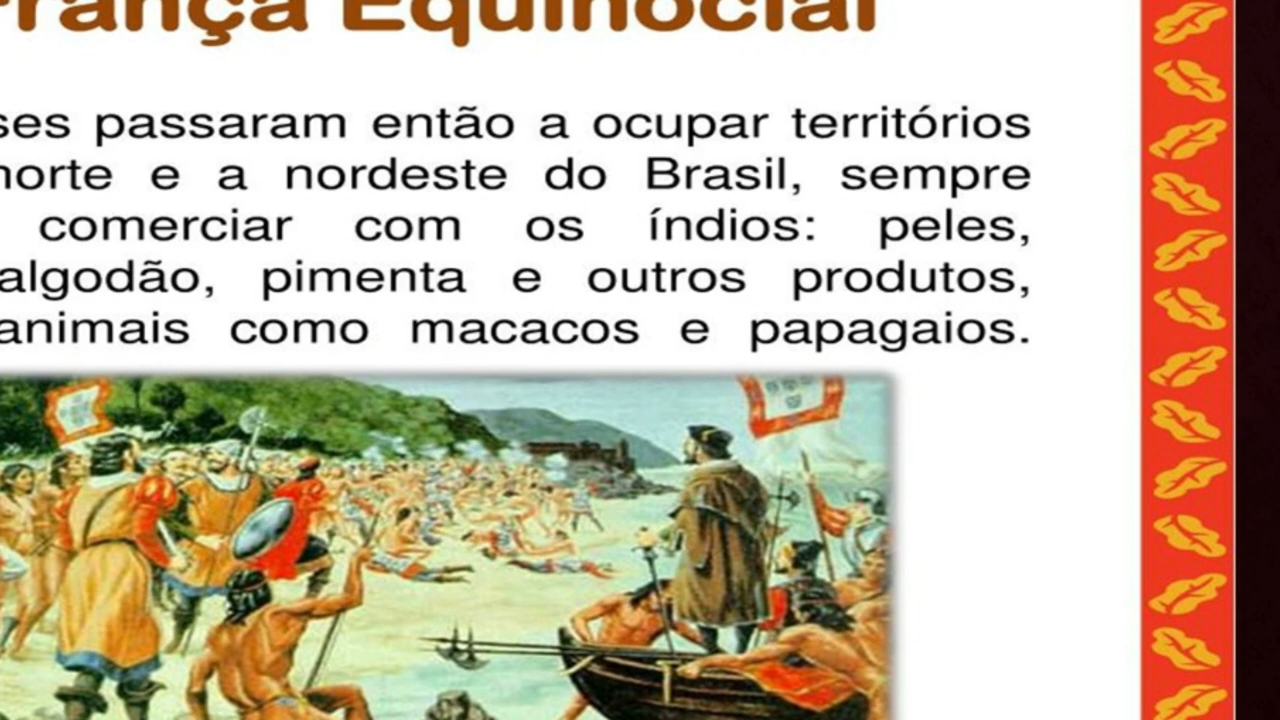 França Equinocial
ses passaram então a ocupar territórios
norte e a nordeste do Brasil, sempre
comerciar com os índios: peles,
algodão, pimenta e outros produtos,
animais como macacos e papagaios.